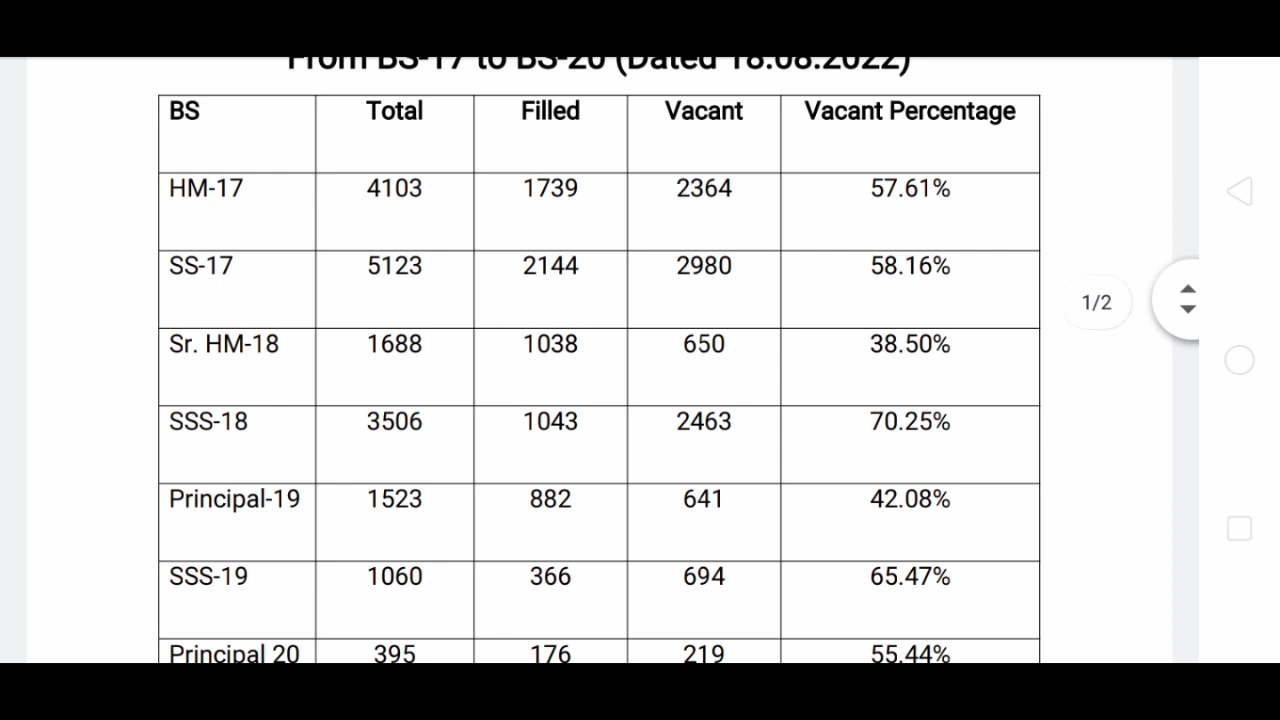 From BS-17 to BS-20 (Dated 18.08.2022)
BS Total Filled Vacant Vacant Percentage
HM-17 4103 1739 2364 57.61%
SS-17 5123 2144 2980 58.16%
Sr. HM-18 1688 1038 650 38.50%
SSS-18 3506 1043 2463 70.25%
Principal-19 1523 882 641 42.08%
SSS-19 1060 366 694 65.47%
Principal 20 395 176 219 55.44%
1/2